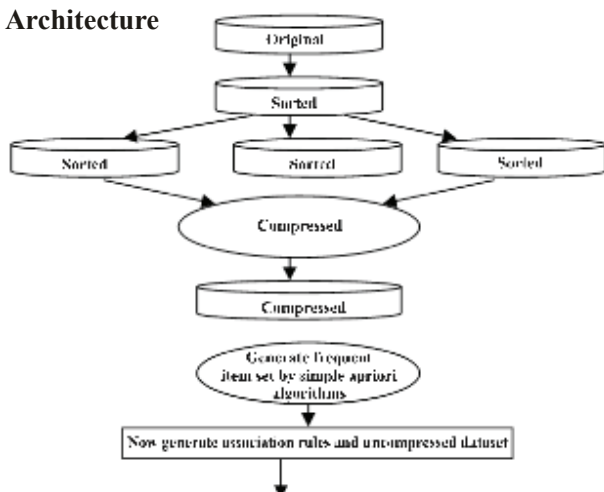 Architecture
Original
Sorted
Sorted
Sorted
Sorted
Compressed
Compressed
Generate frequent
item set by simple apriori
algorithms
Now generate association rules and uncompressed dataset